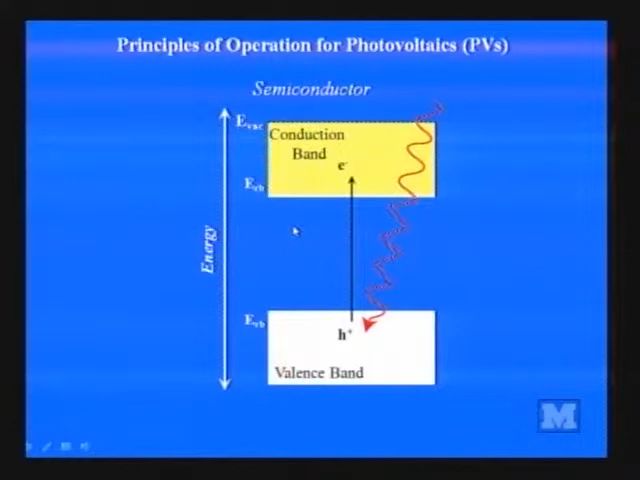 Principles of Operation for Photovoltaics (PVs)
Semiconductor
Evac
Conduction
Band
e-
Ecb
Energy
Evb
h+
Valence Band
M